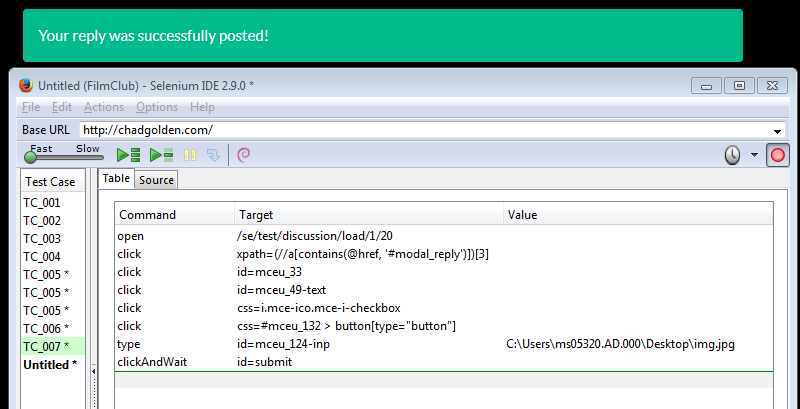 Your reply was successfully posted!
Untitled (FilmClub) - Selenium IDE 2.9.0 *
File Edit Actions Options Help
Base URL http://chadgolden.com/
Fast Slow
Test Case
Table Source
Command Target Value
TC_001
TC_002
TC_003
TC_004
TC_005 *
TC_005 *
TC_005 *
TC_006 *
TC_007 *
Untitled *
open /se/test/discussion/load/1/20
click xpath=(//a[contains(@href, '#modal_reply')])[3]
click id=mceu_33
click id=mceu_49-text
click css=i.mce-ico.mce-i-checkbox
click css=#mceu_132 > button[type="button"]
type id=mceu_124-inp C:\Users\ms05320.AD.000\Desktop\img.jpg
clickAndWait id=submit